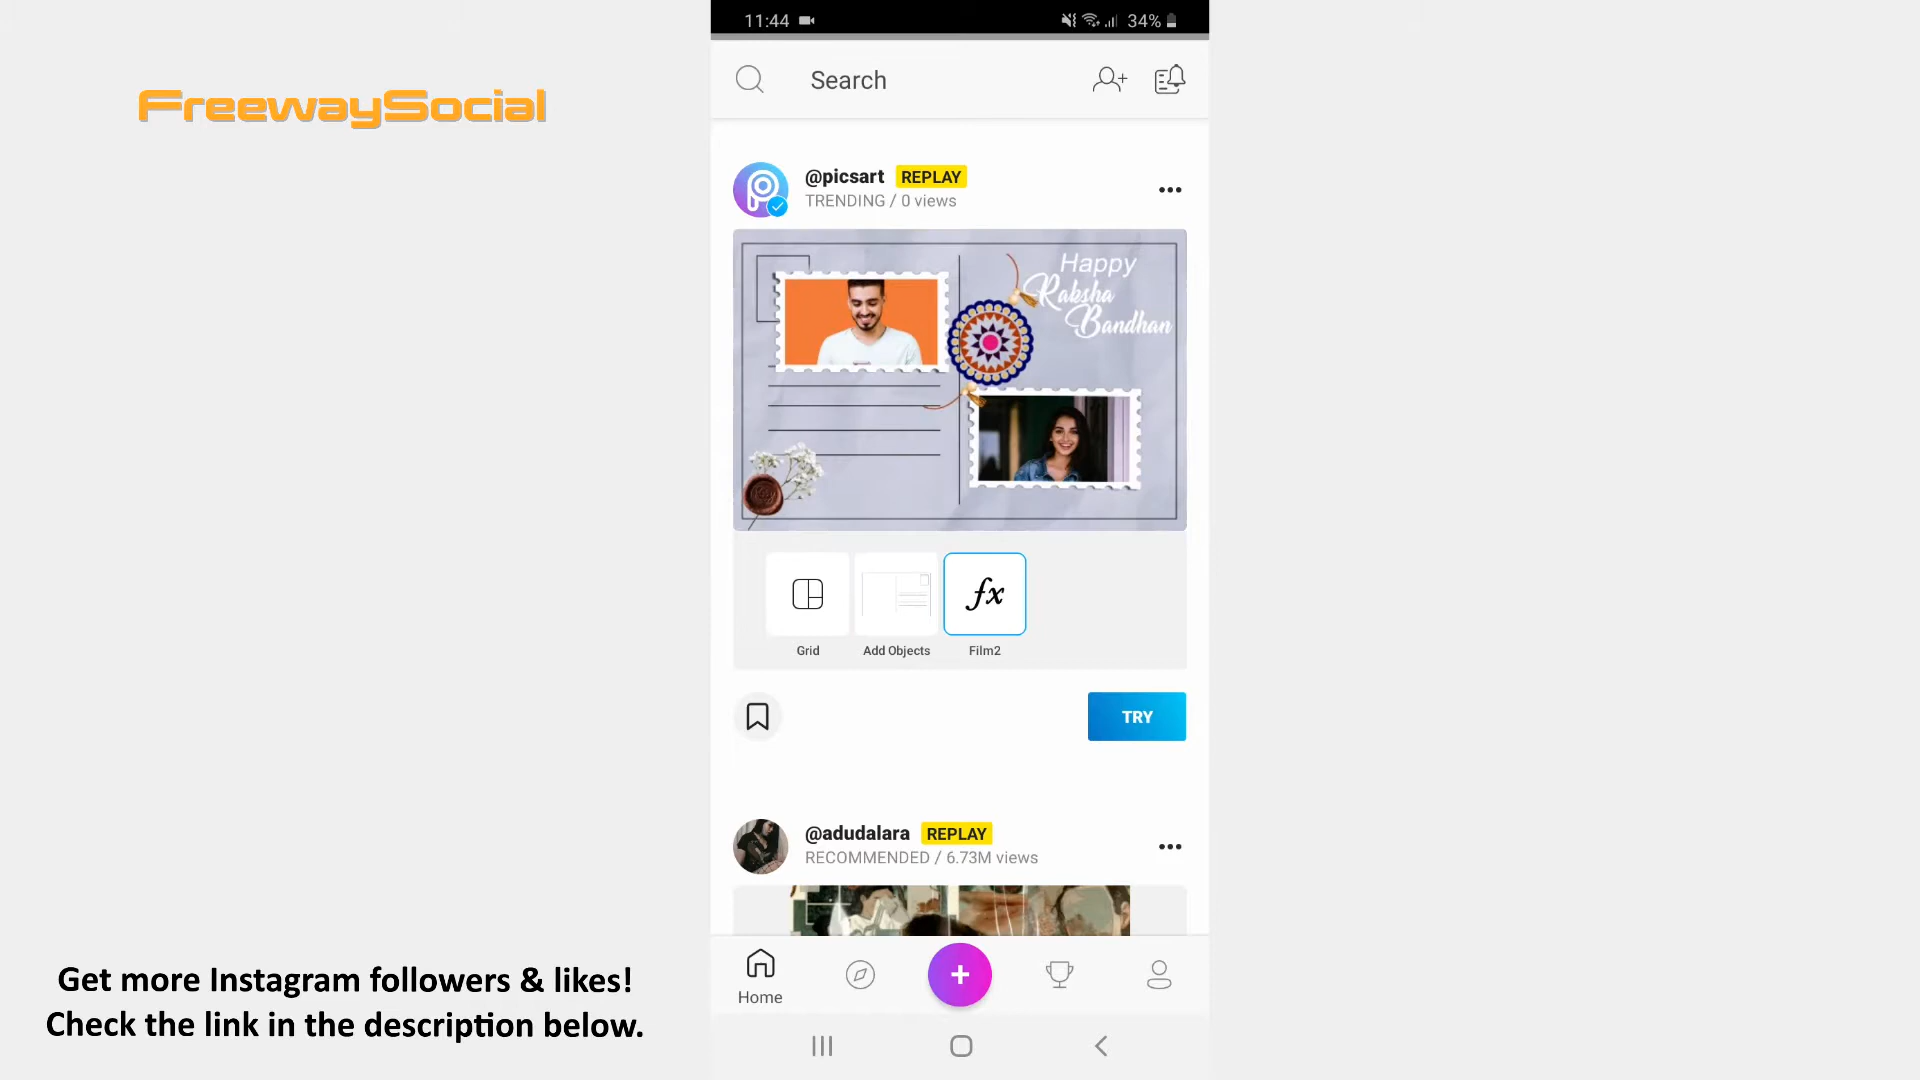 11:44
34%
FreewaySocial
Search
@picsart REPLAY
TRENDING / 0 views
Happy
Raksha
Bandhan
fx
Grid
Add Objects
Film2
TRY
@adudalara REPLAY
RECOMMENDED / 6.73M views
Home
Get more Instagram followers & likes!
Check the link in the description below.